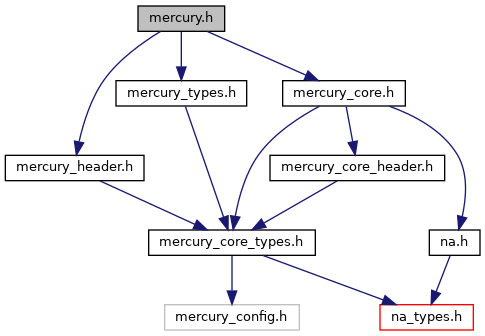 mercury.h
mercury_types.h
mercury_core.h
mercury_header.h
mercury_core_header.h
mercury_core_types.h
na.h
mercury_config.h
na_types.h